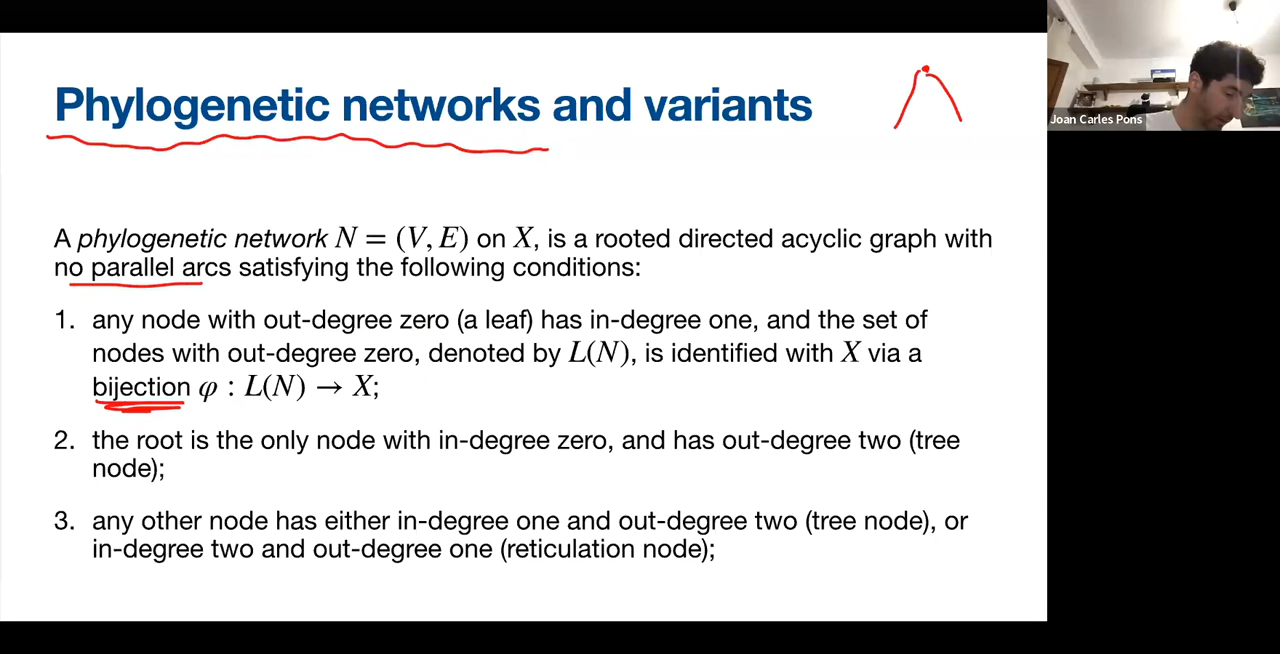 Phylogenetic networks and variants
Joan Carles Pons
A phylogenetic network N = (V, E) on X, is a rooted directed acyclic graph with
no parallel arcs satisfying the following conditions:
1. any node with out-degree zero (a leaf) has in-degree one, and the set of
nodes with out-degree zero, denoted by L(N), is identified with X via a
bijection φ : L(N) → X;
2. the root is the only node with in-degree zero, and has out-degree two (tree
node);
3. any other node has either in-degree one and out-degree two (tree node), or
in-degree two and out-degree one (reticulation node);